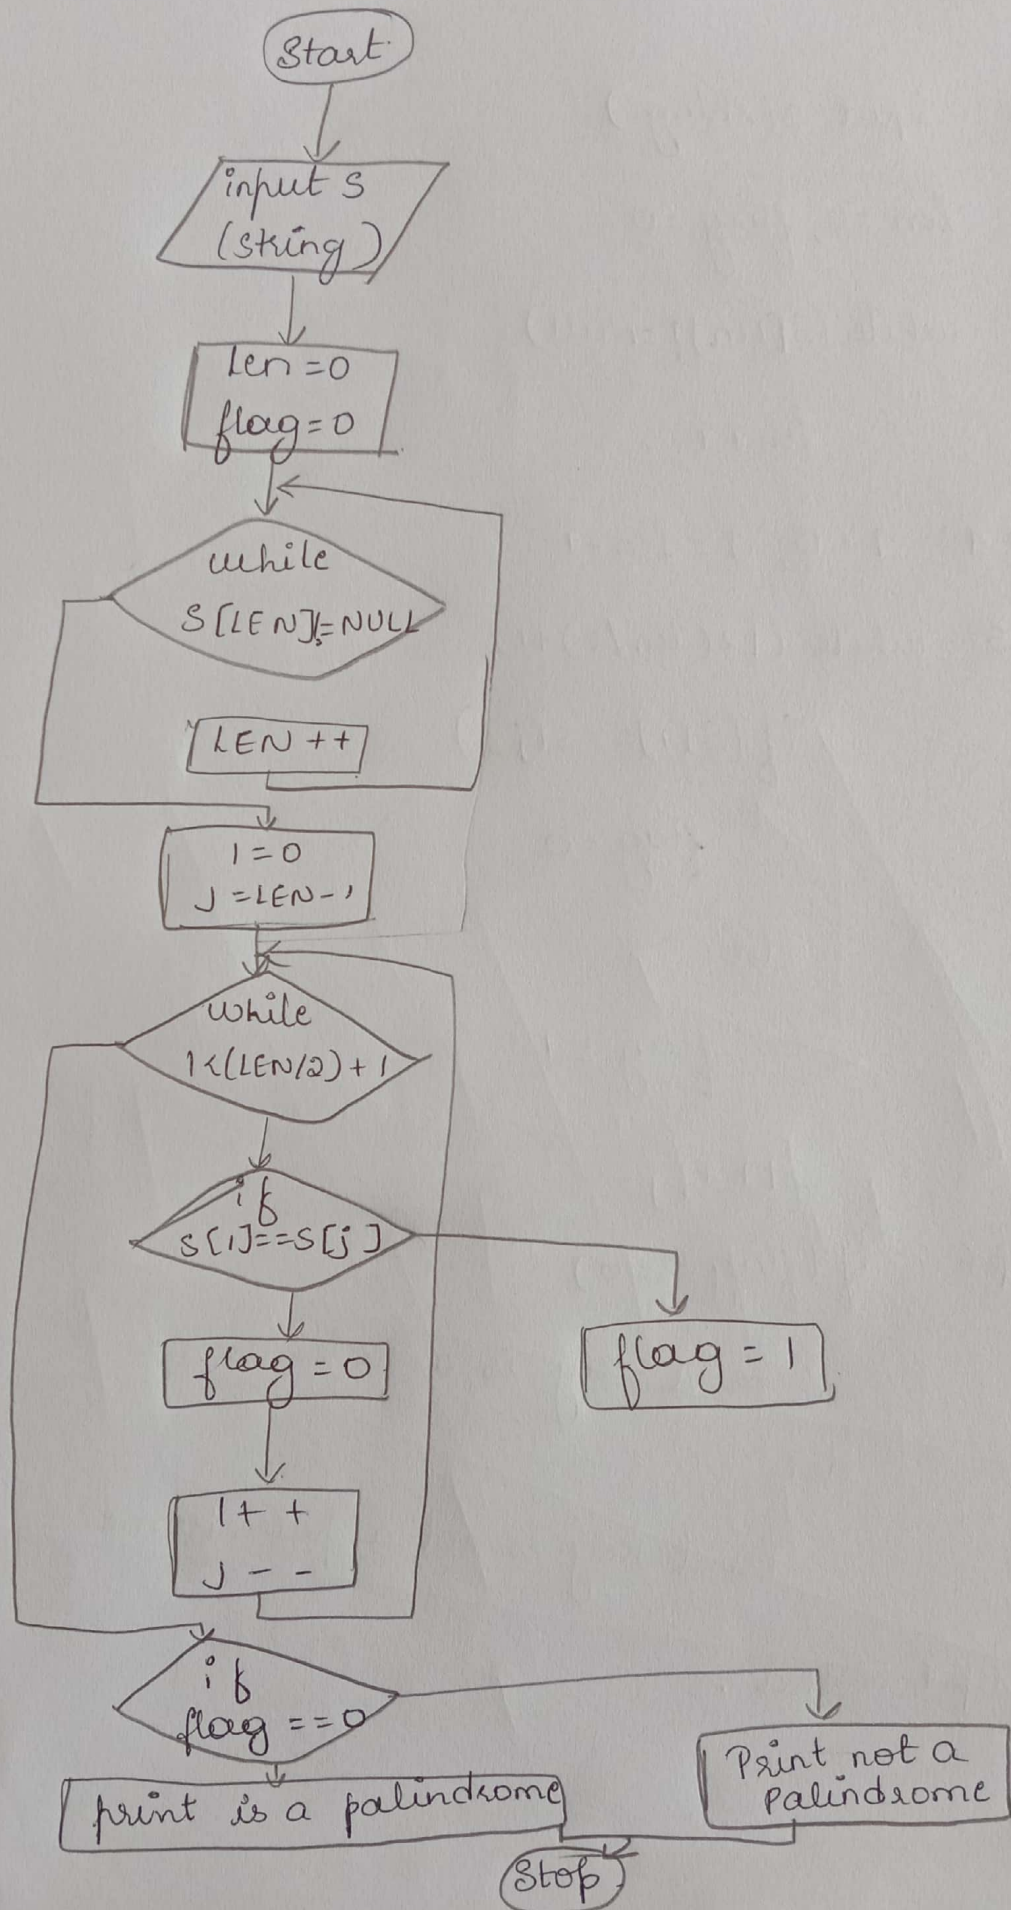 Start
input S
(string)
Len = 0
flag = 0
while
S[LEN]!=NULL
LEN ++
I = 0
J = LEN-1
while
I<(LEN/2) + 1
if
S[i]==S[j]
flag = 0
flag = 1
I + +
J - -
if
flag == 0
Print not a
palindrome
print is a palindrome
Stop